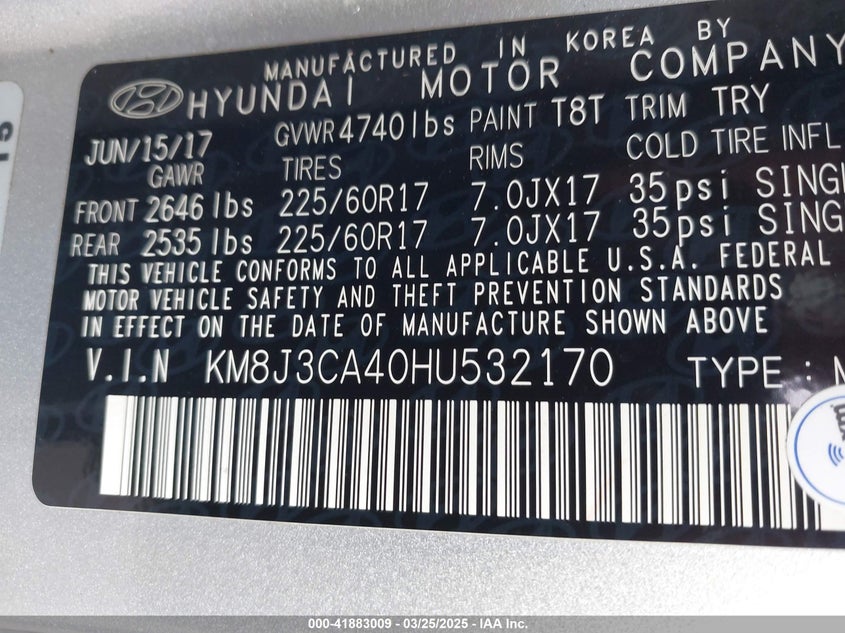 MANUFACTURED IN KOREA BY
HYUNDAI MOTOR COMPANY
JUN/15/17 GVWR 4740 lbs PAINT T8T TRIM TRY
GAWR TIRES RIMS COLD TIRE INFL
FRONT 2646 lbs 225/60R17 7.0JX17 35psi SINGL
REAR 2535 lbs 225/60R17 7.0JX17 35psi SINGL
THIS VEHICLE CONFORMS TO ALL APPLICABLE U.S.A. FEDERAL
MOTOR VEHICLE SAFETY AND THEFT PREVENTION STANDARDS
IN EFFECT ON THE DATE OF MANUFACTURE SHOWN ABOVE
V.I.N KM8J3CA40HU532170 TYPE : M
000-41883009 - 03/25/2025 - IAA Inc.